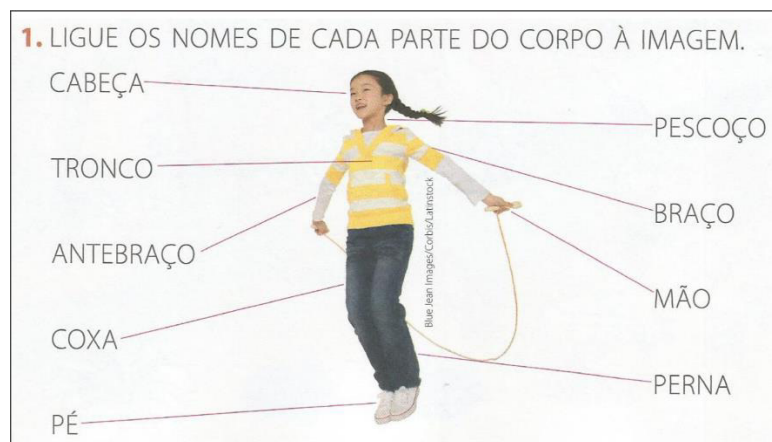 1. LIGUE OS NOMES DE CADA PARTE DO CORPO À IMAGEM.
CABEÇA
PESCOÇO
TRONCO
BRAÇO
ANTEBRAÇO
MÃO
COXA
PERNA
PÉ
Blue Jean Images/Corbis/Latinstock